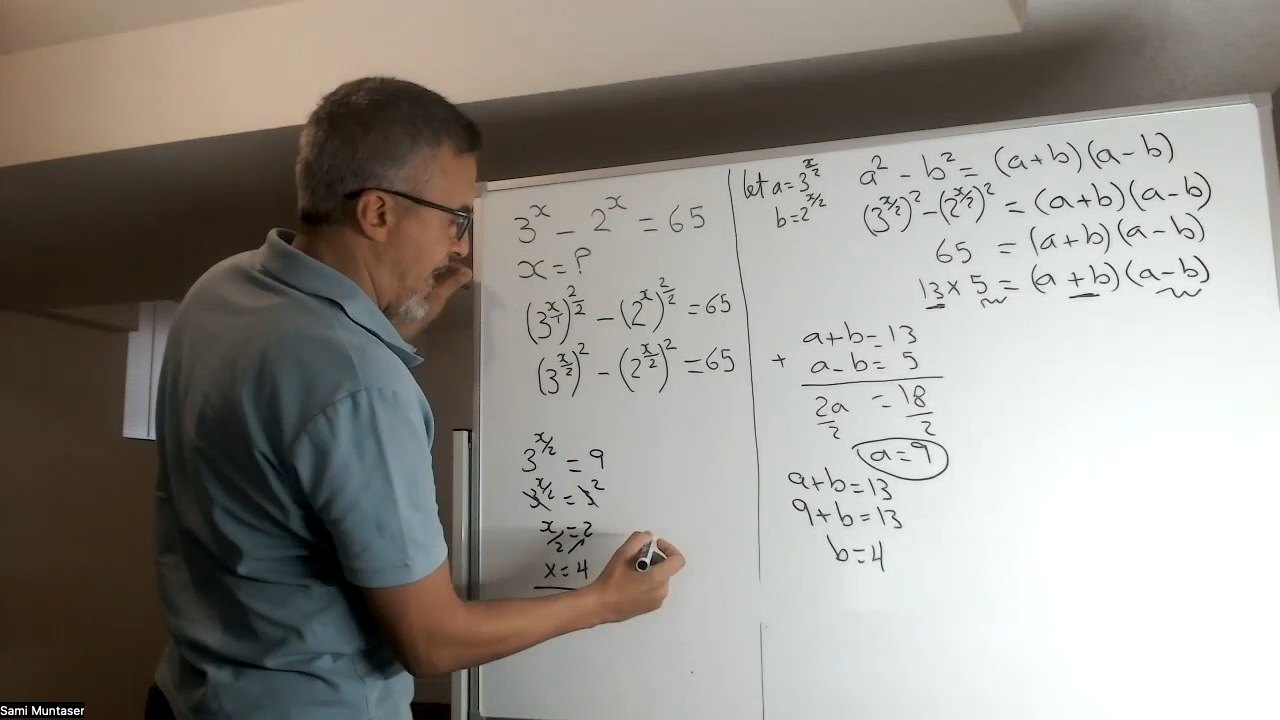 3^x - 2^x = 65
x = ?
(3^(x/1))^(2/2) - (2^x)^(2/2) = 65
(3^(x/2))^2 - (2^(x/2))^2 = 65
3^(x/2) = 9
3^(x/2) = 3^2
x/2 = 2
x = 4
let a = 3^(x/2)
b = 2^(x/2)
a^2 - b^2 = (a+b)(a-b)
(3^(x/2))^2 - (2^(x/2))^2 = (a+b)(a-b)
65 = (a+b)(a-b)
13 x 5 = (a+b)(a-b)
a+b = 13
+ a-b = 5
2a/2 = 18/2
a = 9
a+b = 13
9+b = 13
b = 4
Sami Muntaser